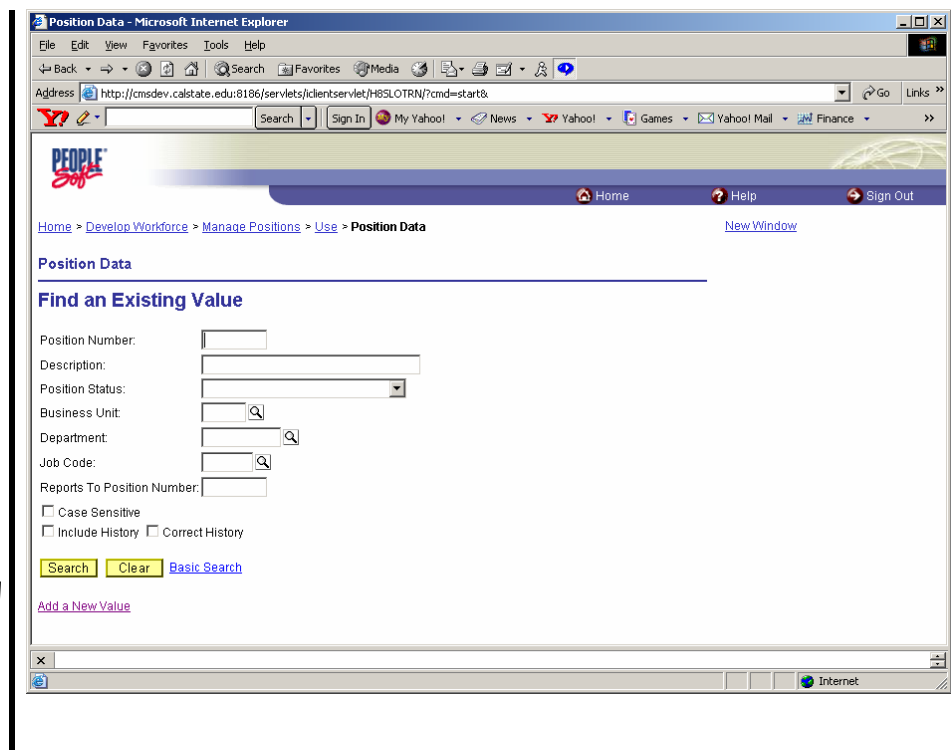 Position Data - Microsoft Internet Explorer
File Edit View Favorites Tools Help
Back Search Favorites Media
Address http://cmsdev.calstate.edu:8186/servlets/iclientservlet/H8SLOTRN/?cmd=start& Go Links »
Y! Search Sign In My Yahoo! News Yahoo! Games Yahoo! Mail Finance »
PEOPLE
Soft
Home Help Sign Out
Home > Develop Workforce > Manage Positions > Use > Position Data New Window
Position Data
Find an Existing Value
Position Number:
Description:
Position Status:
Business Unit:
Department:
Job Code:
Reports To Position Number:
Case Sensitive
Include History Correct History
Search Clear Basic Search
Add a New Value
Internet